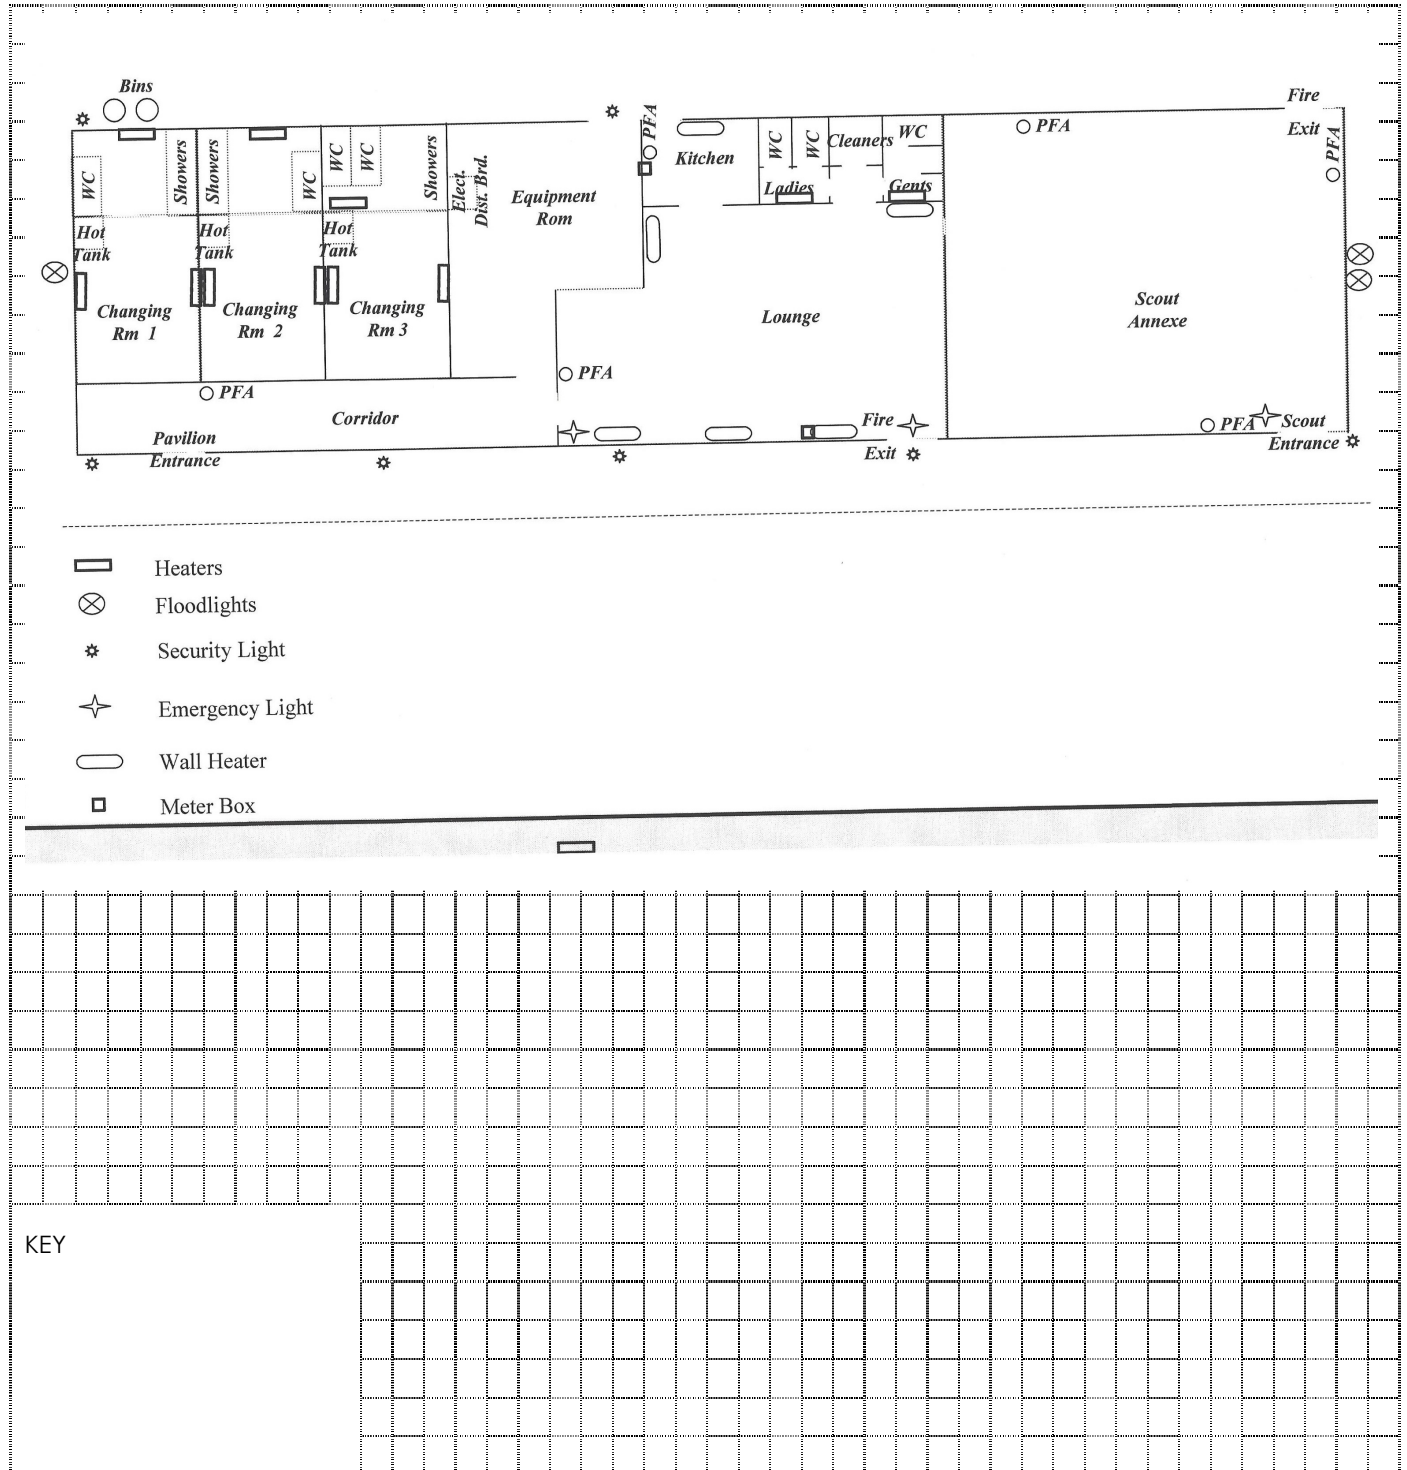 Bins
Fire
Exit
PFA
PFA
PFA
WC
Showers
Showers
WC
WC
WC
Showers
Elect.
Dist. Brd.
Equipment
Rom
Kitchen
WC
WC
Cleaners
WC
Ladies
Gents
Hot
Tank
Hot
Tank
Hot
Tank
Changing
Rm 1
Changing
Rm 2
Changing
Rm 3
Lounge
Scout
Annexe
PFA
PFA
Corridor
Fire
Exit
PFA
Scout
Entrance
Pavilion
Entrance
Heaters
Floodlights
Security Light
Emergency Light
Wall Heater
Meter Box
KEY